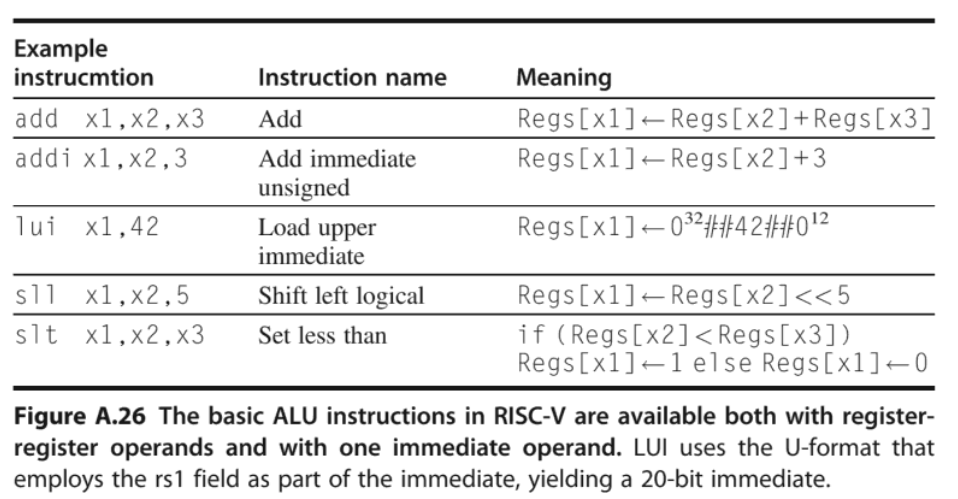 Example
instrucmtion Instruction name Meaning
add x1,x2,x3 Add Regs[x1]←Regs[x2]+Regs[x3]
addi x1,x2,3 Add immediate Regs[x1]←Regs[x2]+3
unsigned
lui x1,42 Load upper Regs[x1]←0³²##42##0¹²
immediate
sll x1,x2,5 Shift left logical Regs[x1]←Regs[x2]<<5
slt x1,x2,x3 Set less than if (Regs[x2]<Regs[x3])
Regs[x1]←1 else Regs[x1]←0
Figure A.26 The basic ALU instructions in RISC-V are available both with register-
register operands and with one immediate operand. LUI uses the U-format that
employs the rs1 field as part of the immediate, yielding a 20-bit immediate.